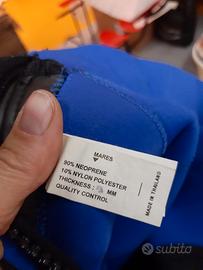 MARES
90% NEOPRENE
10% NYLON POLYESTER
THICKNESS : MM
QUALITY CONTROL
MADE IN THAILAND
subito